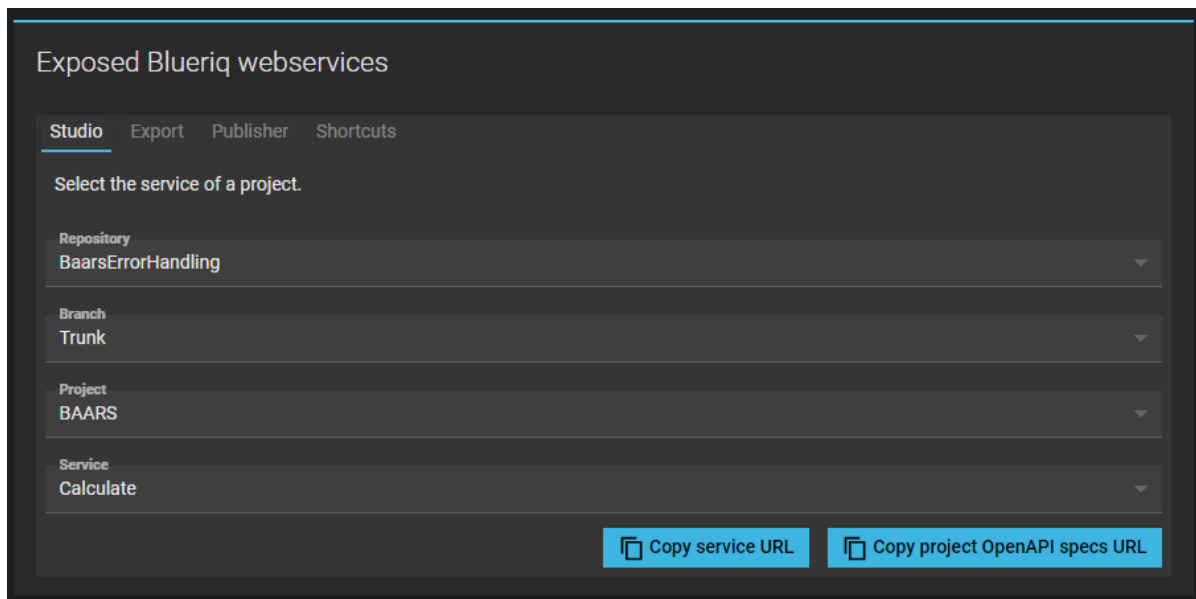 Exposed Blueriq webservices
Studio Export Publisher Shortcuts
Select the service of a project.
Repository
BaarsErrorHandling
Branch
Trunk
Project
BAARS
Service
Calculate
Copy service URL Copy project OpenAPI specs URL